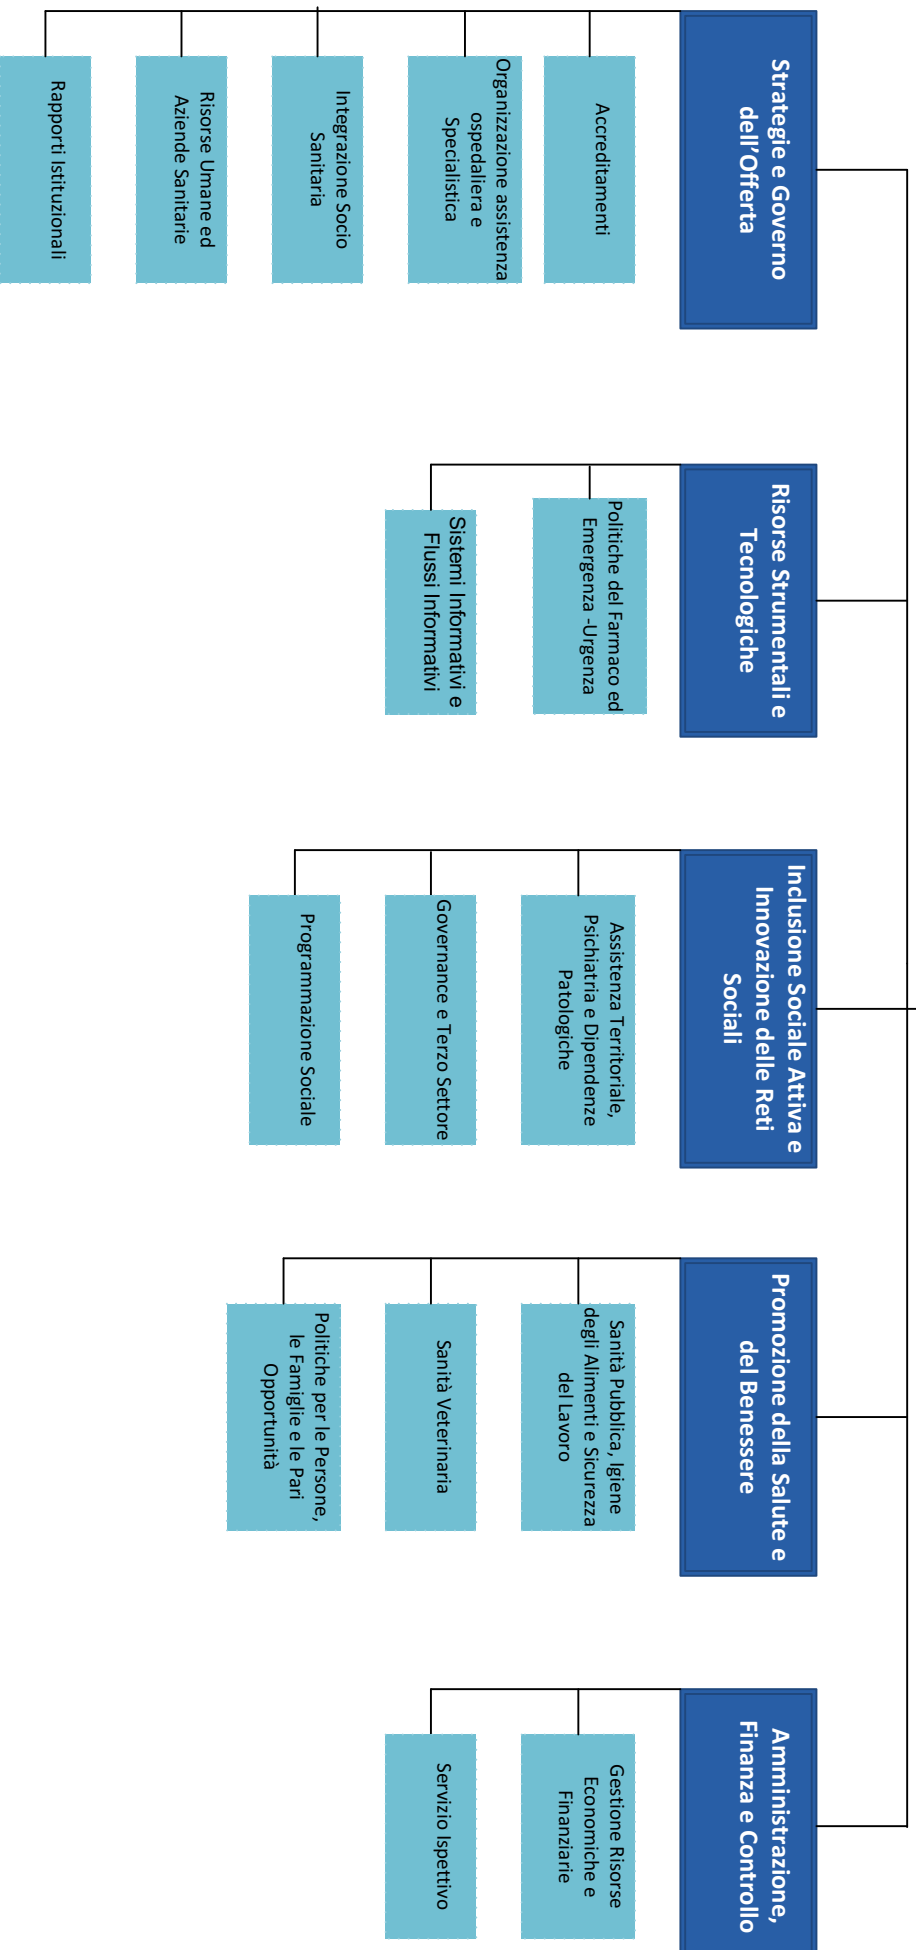 Strategie e Governo
dell’Offerta
Accreditamenti
Organizzazione assistenza
ospedaliera e
Specialistica
Integrazione Socio
Sanitaria
Risorse Umane ed
Aziende Sanitarie
Rapporti Istituzionali
Risorse Strumentali e
Tecnologiche
Politiche del Farmaco ed
Emergenza -Urgenza
Sistemi Informativi e
Flussi Informativi
Inclusione Sociale Attiva e
Innovazione delle Reti
Sociali
Assistenza Territoriale,
Psichiatria e Dipendenze
Patologiche
Governance e Terzo Settore
Programmazione Sociale
Promozione della Salute e
del Benessere
Sanità Pubblica, Igiene
degli Alimenti e Sicurezza
del Lavoro
Sanità Veterinaria
Politiche per le Persone,
le Famiglie e le Pari
Opportunità
Amministrazione,
Finanza e Controllo
Gestione Risorse
Economiche e
Finanziarie
Servizio Ispettivo